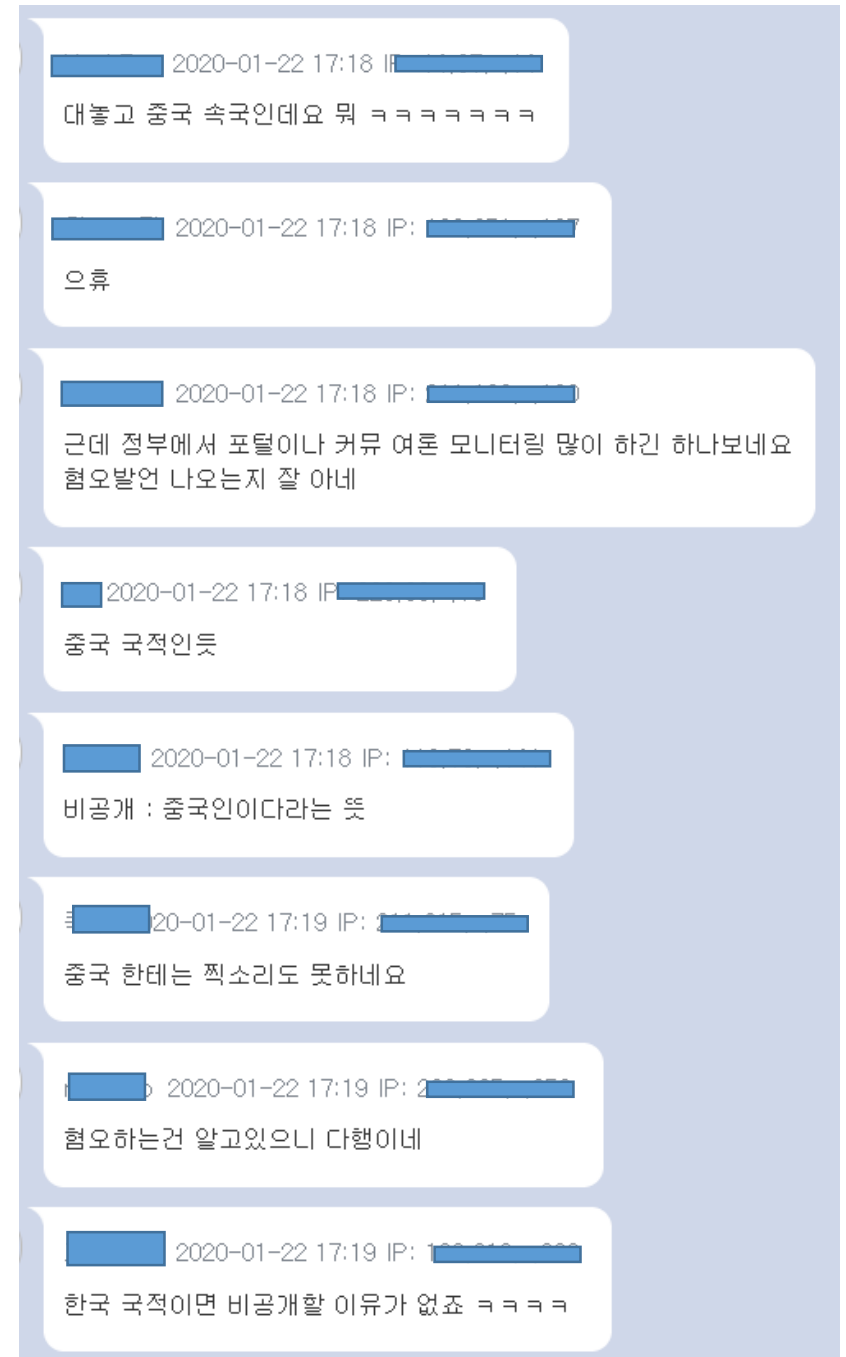 2020-01-22 17:18 IP
대놓고 중국 속국인데요 뭐 ㅋㅋㅋㅋㅋㅋㅋ
2020-01-22 17:18 IP:
으휴
2020-01-22 17:18 IP:
근데 정부에서 포털이나 커뮤 여론 모니터링 많이 하긴 하나보네요
혐오발언 나오는지 잘 아네
2020-01-22 17:18 IP
중국 국적인듯
2020-01-22 17:18 IP:
비공개 : 중국인이다라는 뜻
20-01-22 17:19 IP:
중국 한테는 찍소리도 못하네요
2020-01-22 17:19 IP: 2
혐오하는건 알고있으니 다행이네
2020-01-22 17:19 IP: 1
한국 국적이면 비공개할 이유가 없죠 ㅋㅋㅋㅋ